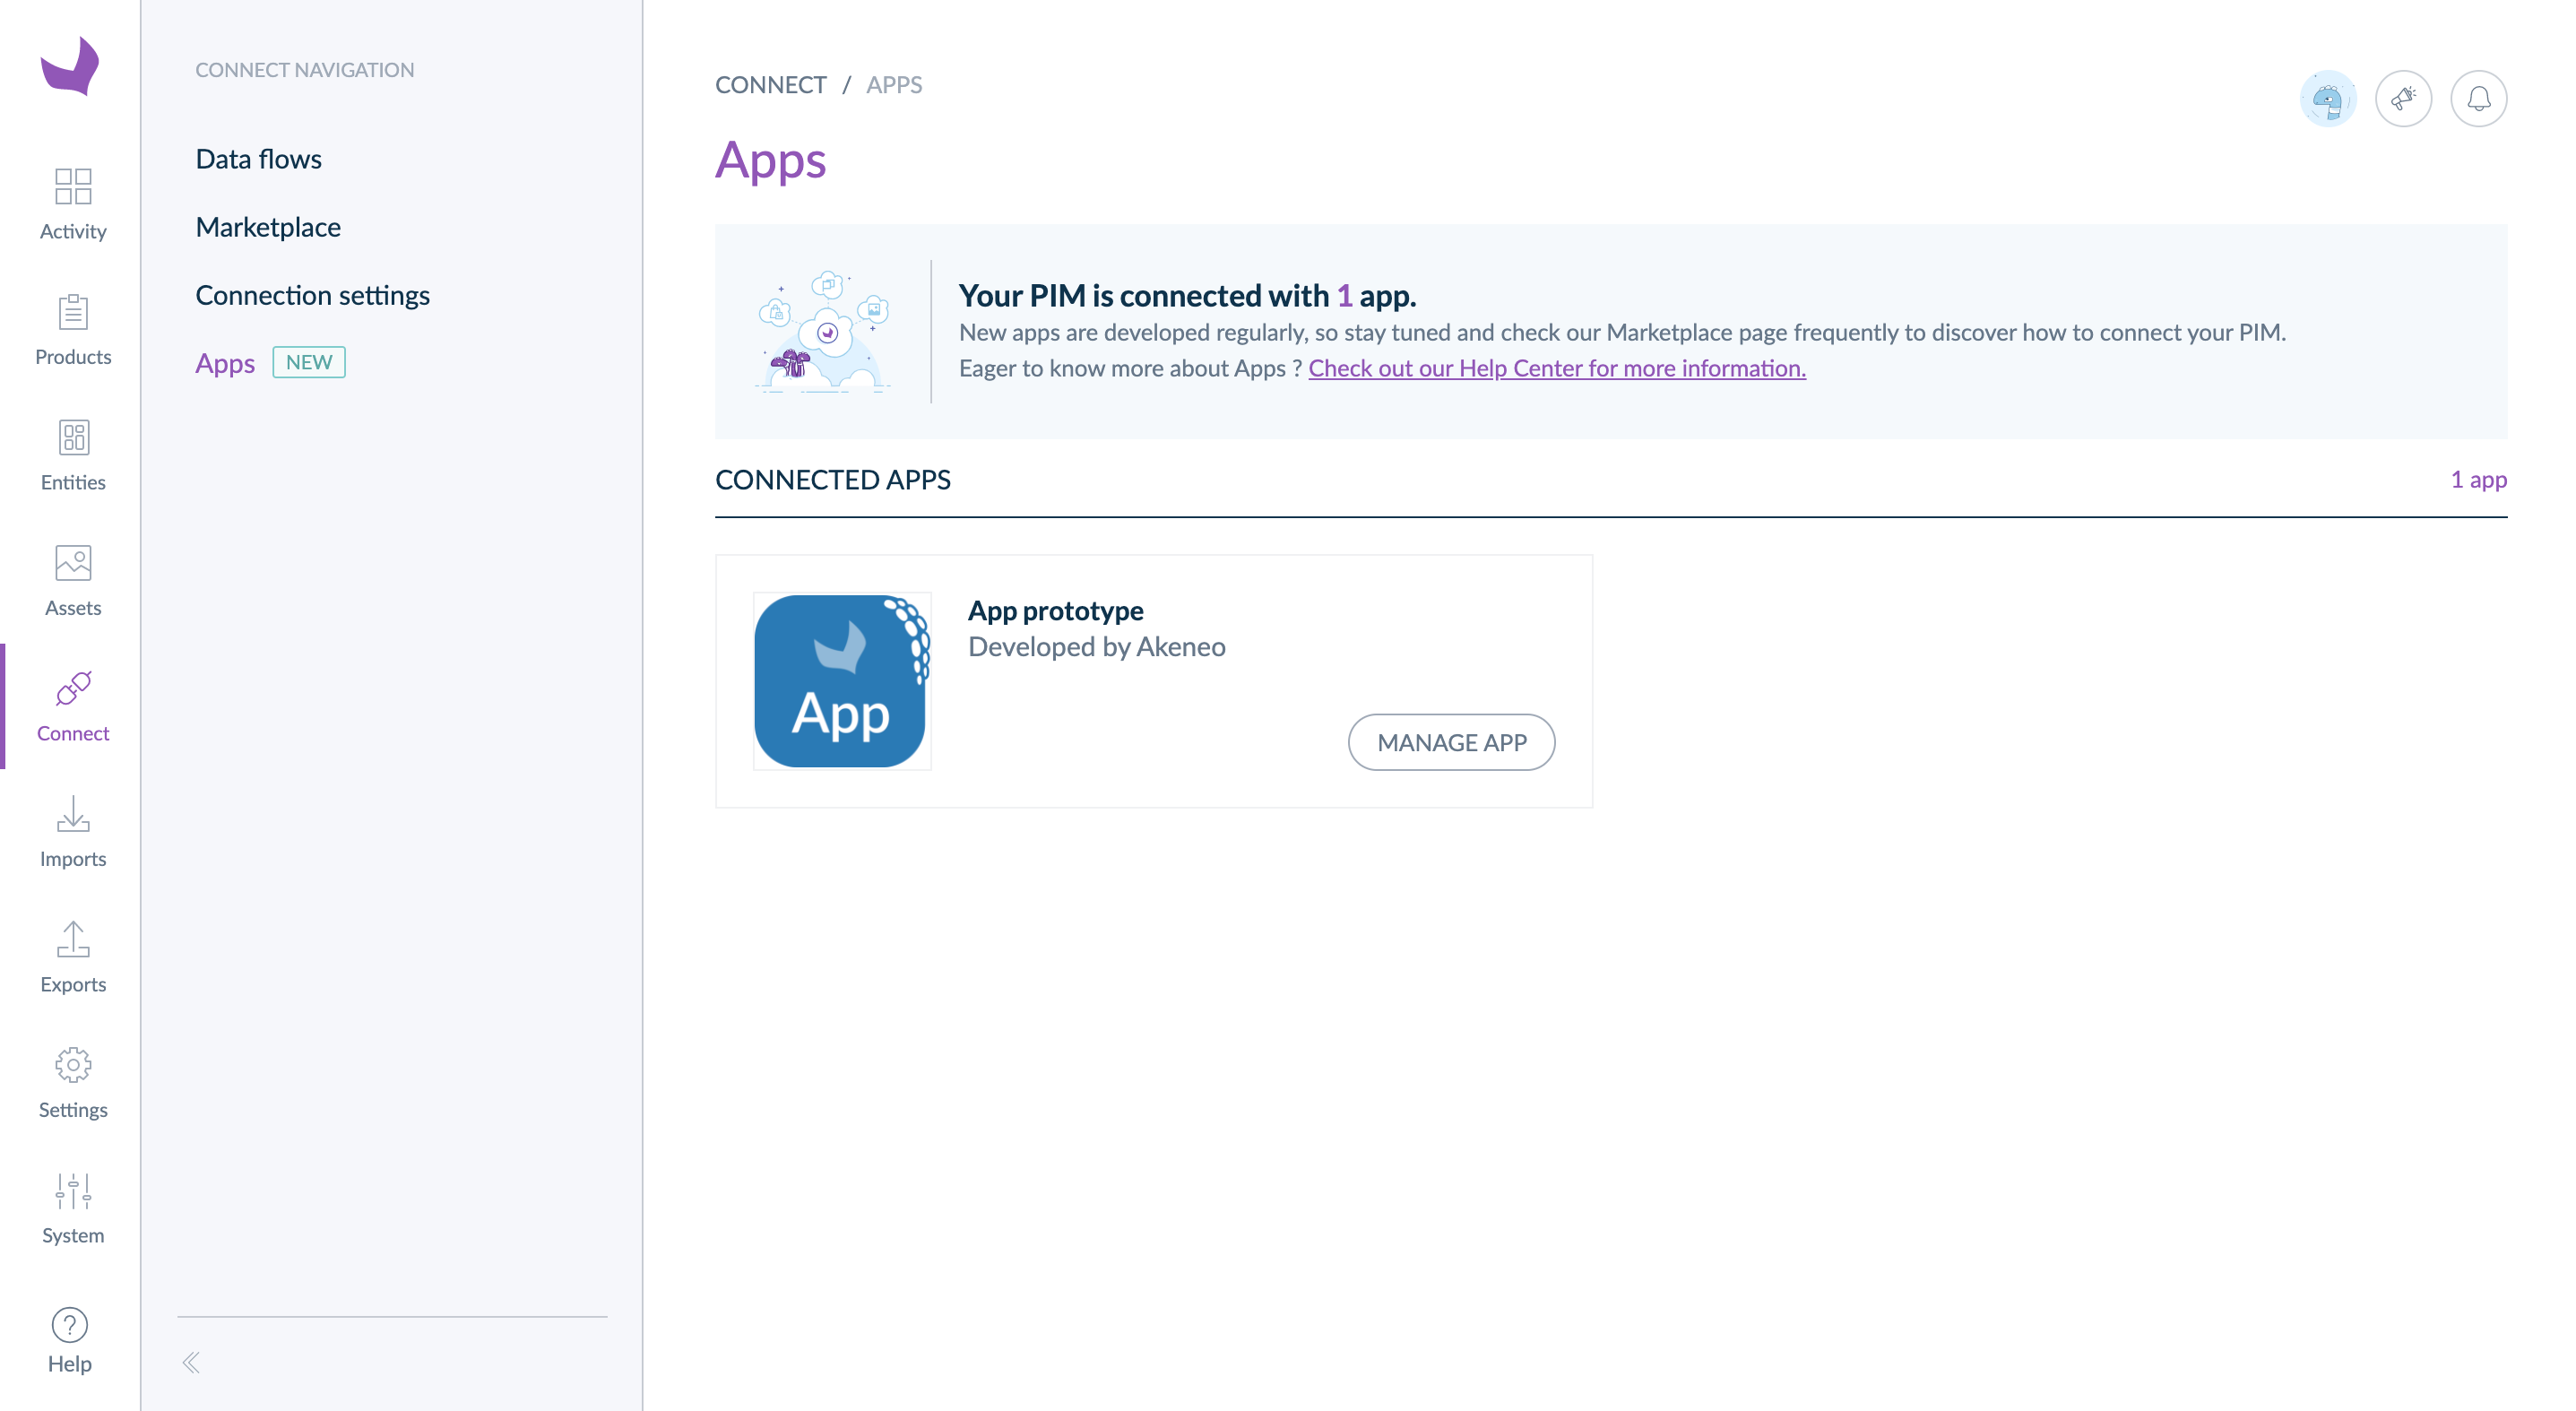 Activity
Products
Entities
Assets
Connect
Imports
Exports
Settings
System
Help
CONNECT NAVIGATION
Data flows
Marketplace
Connection settings
Apps NEW
CONNECT / APPS
Apps
Your PIM is connected with 1 app.
New apps are developed regularly, so stay tuned and check our Marketplace page frequently to discover how to connect your PIM.
Eager to know more about Apps ? Check out our Help Center for more information.
CONNECTED APPS
1 app
App
App prototype
Developed by Akeneo
MANAGE APP